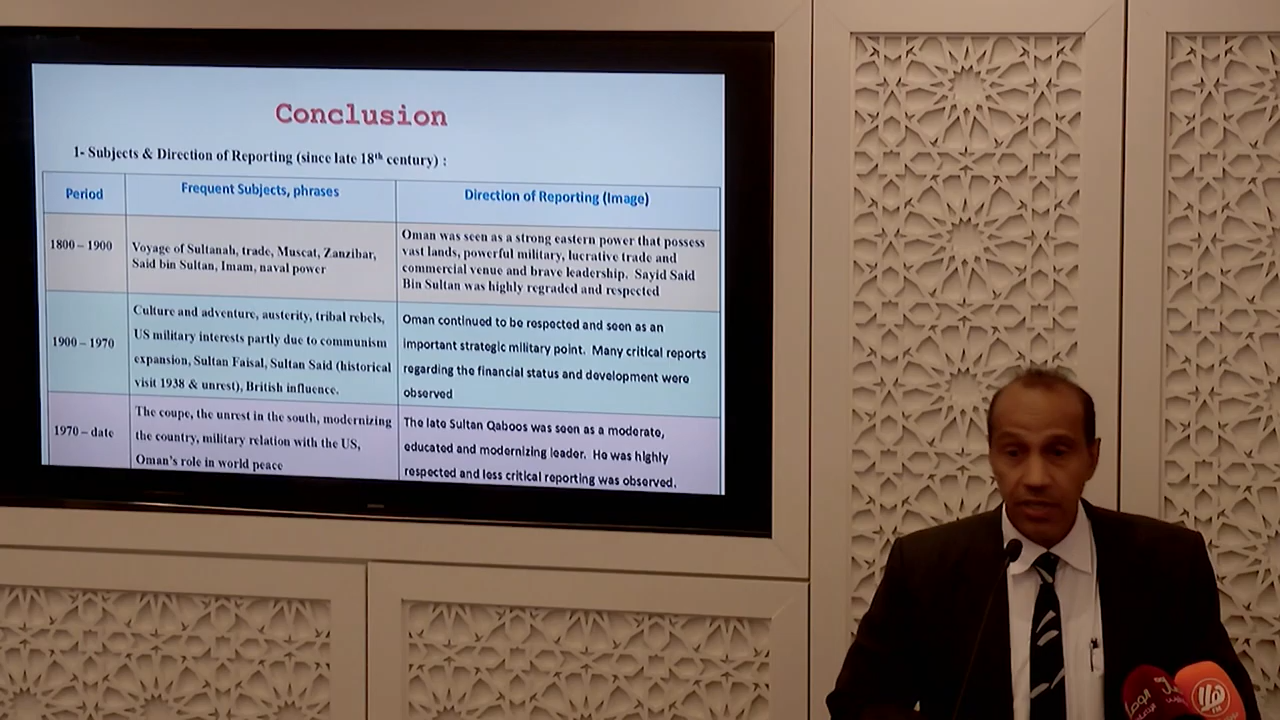 Conclusion
1- Subjects & Direction of Reporting (since late 18th century) :
Period
Frequent Subjects, phrases
Direction of Reporting (Image)
1800 – 1900
Voyage of Sultanah, trade, Muscat, Zanzibar,
Said bin Sultan, Imam, naval power
Oman was seen as a strong eastern power that possess
vast lands, powerful military, lucrative trade and
commercial venue and brave leadership. Sayid Said
Bin Sultan was highly regraded and respected
1900 – 1970
Culture and adventure, austerity, tribal rebels,
US military interests partly due to communism
expansion, Sultan Faisal, Sultan Said (historical
visit 1938 & unrest), British influence.
Oman continued to be respected and seen as an
important strategic military point. Many critical reports
regarding the financial status and development were
observed
1970 – date
The coupe, the unrest in the south, modernizing
the country, military relation with the US,
Oman's role in world peace
The late Sultan Qaboos was seen as a moderate,
educated and modernizing leader. He was highly
respected and less critical reporting was observed.
هلا
FM